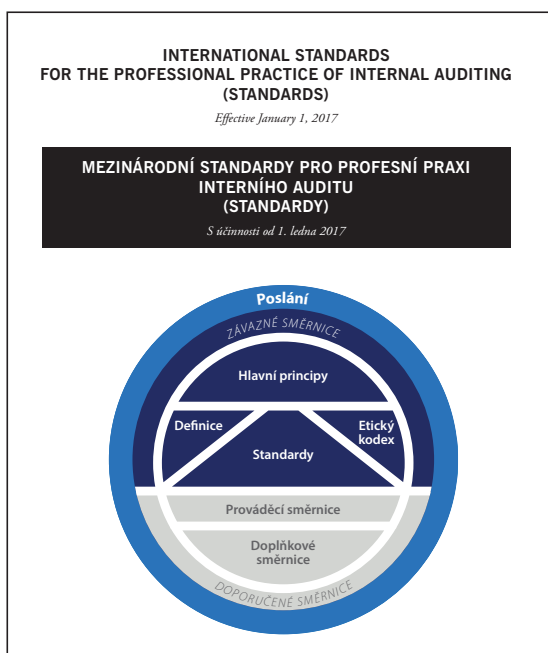 INTERNATIONAL STANDARDS
FOR THE PROFESSIONAL PRACTICE OF INTERNAL AUDITING
(STANDARDS)
Effective January 1, 2017
MEZINÁRODNÍ STANDARDY PRO PROFESNÍ PRAXI
INTERNÍHO AUDITU
(STANDARDY)
S účinností od 1. ledna 2017
Poslání
ZÁVAZNÉ SMĚRNICE
Hlavní principy
Definice
Etický
kodex
Standardy
Prováděcí směrnice
Doplňkové
směrnice
DOPORUČENÉ SMĚRNICE